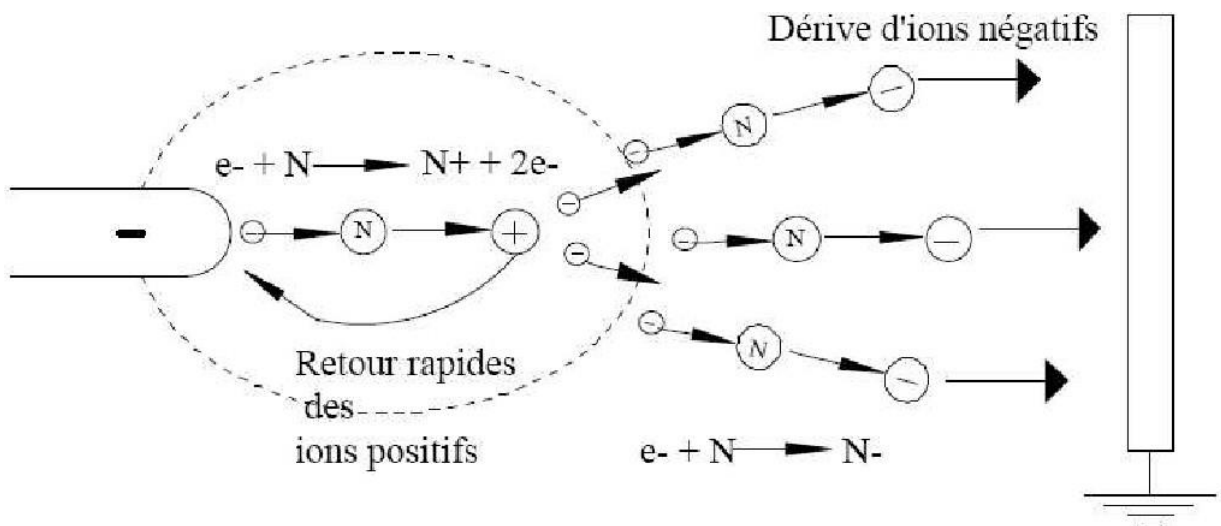 Dérive d'ions négatifs
e- + N → N+ + 2e-
- N +
- N -
- N -
- N -
-
-
Retour rapides
des
ions positifs
e- + N → N-